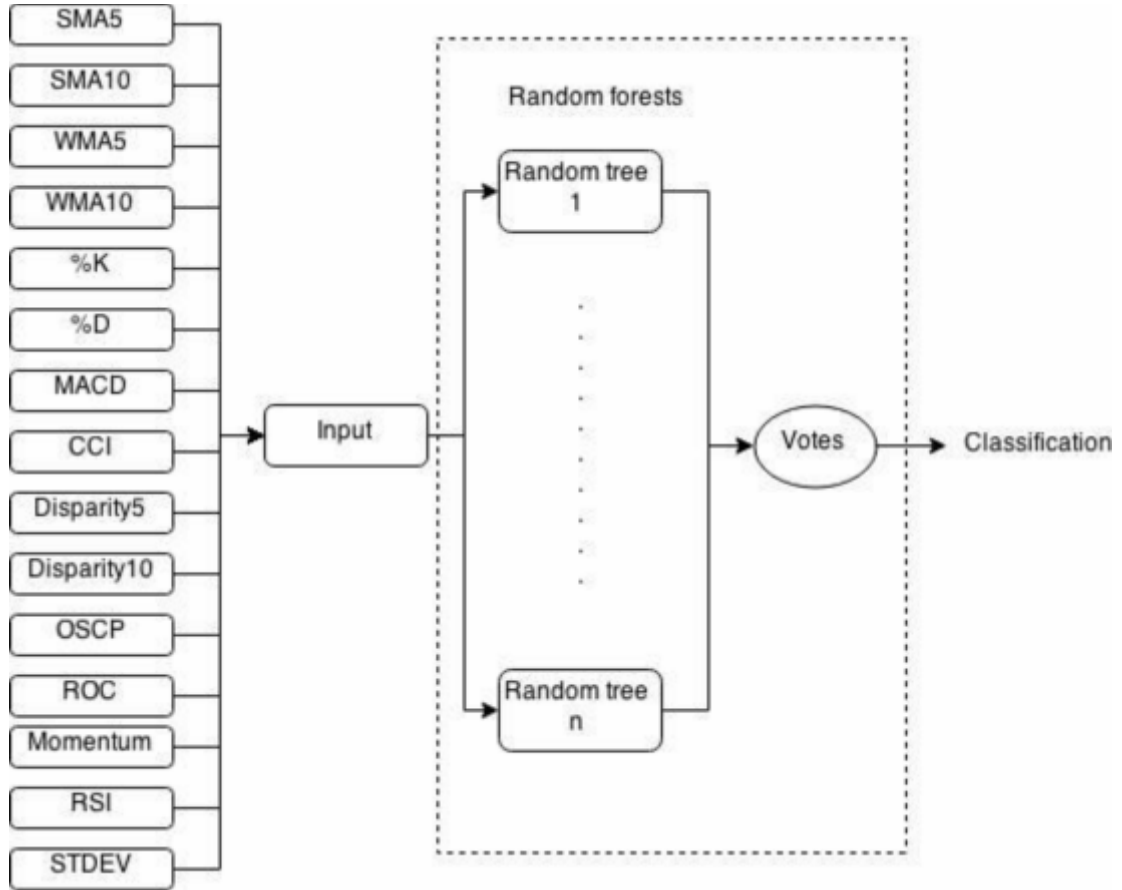 SMA5
SMA10
WMA5
WMA10
%K
%D
MACD
CCI
Disparity5
Disparity10
OSCP
ROC
Momentum
RSI
STDEV
Input
Random forests
Random tree
1
Random tree
n
Votes
Classification